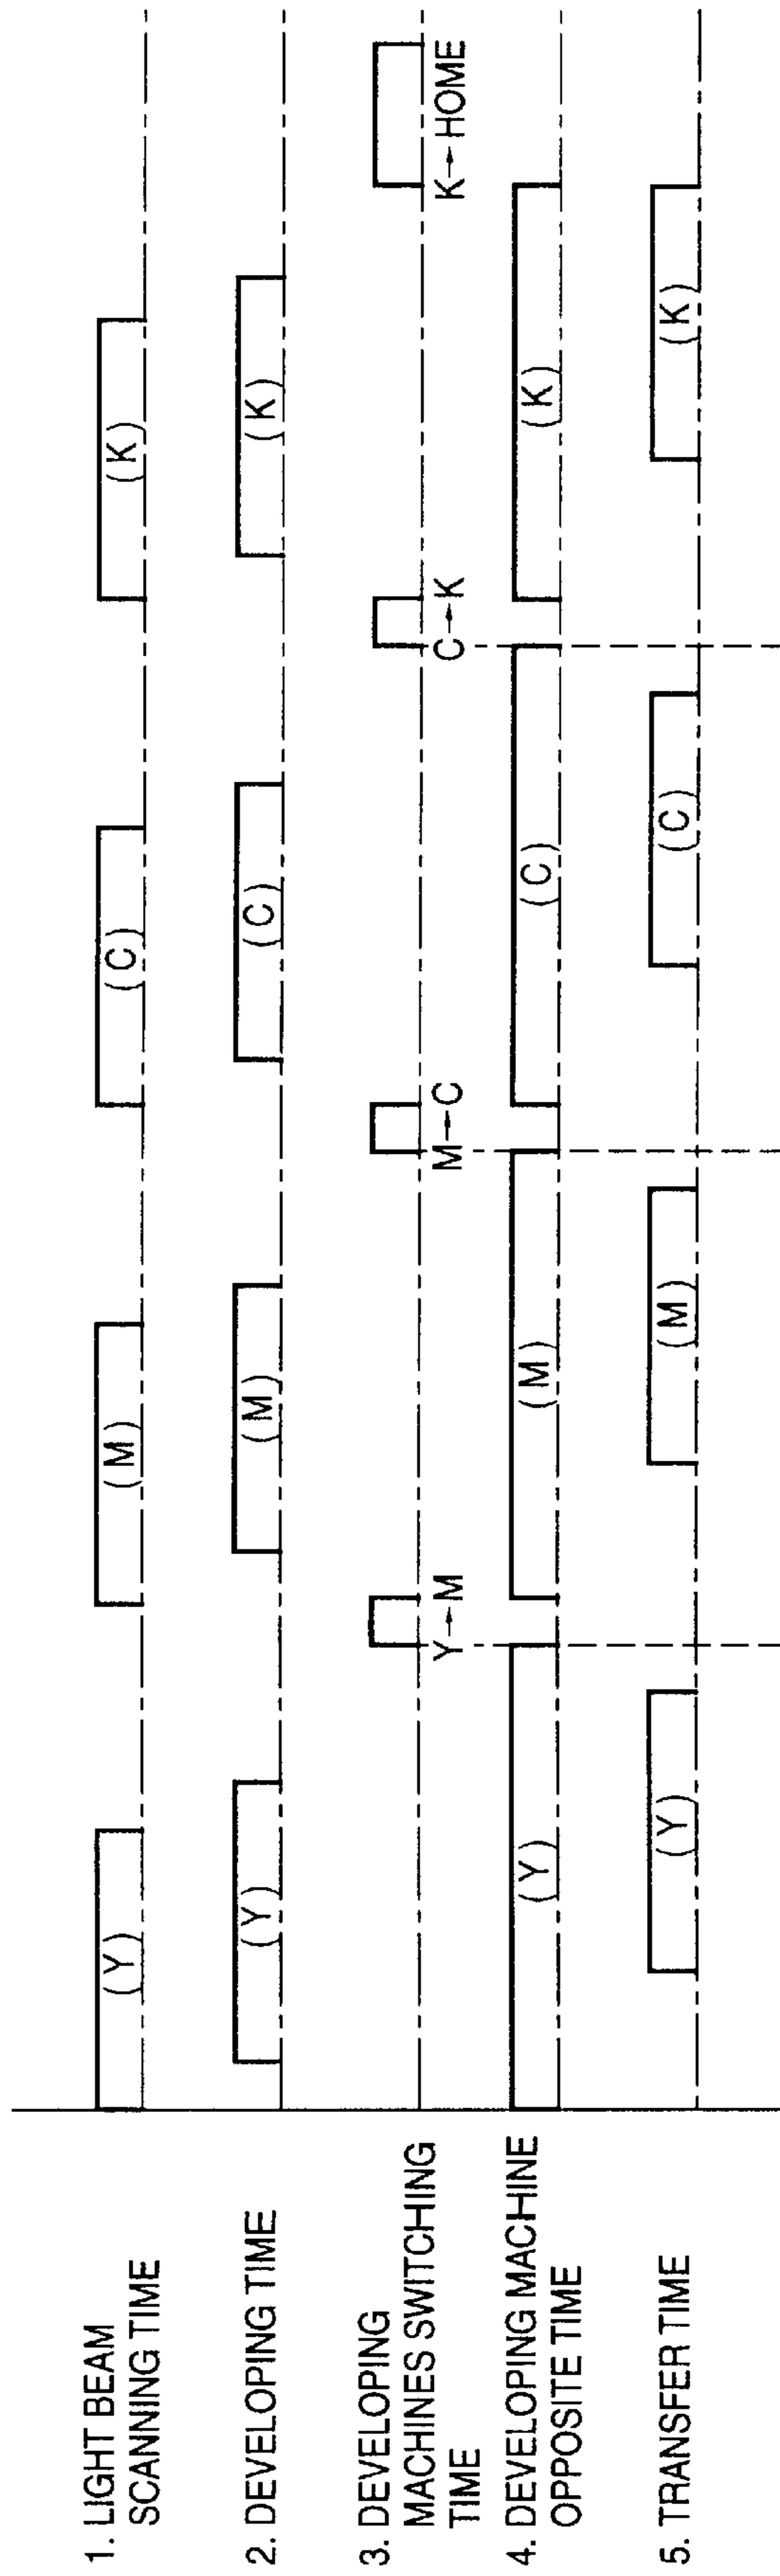 1. LIGHT BEAM
SCANNING TIME
(Y)
(M)
(C)
(K)
2. DEVELOPING TIME
(Y)
(M)
(C)
(K)
3. DEVELOPING
MACHINES SWITCHING
TIME
Y→M
M→C
C→K
K→HOME
4. DEVELOPING MACHINE
OPPOSITE TIME
(Y)
(M)
(C)
(K)
5. TRANSFER TIME
(Y)
(M)
(C)
(K)